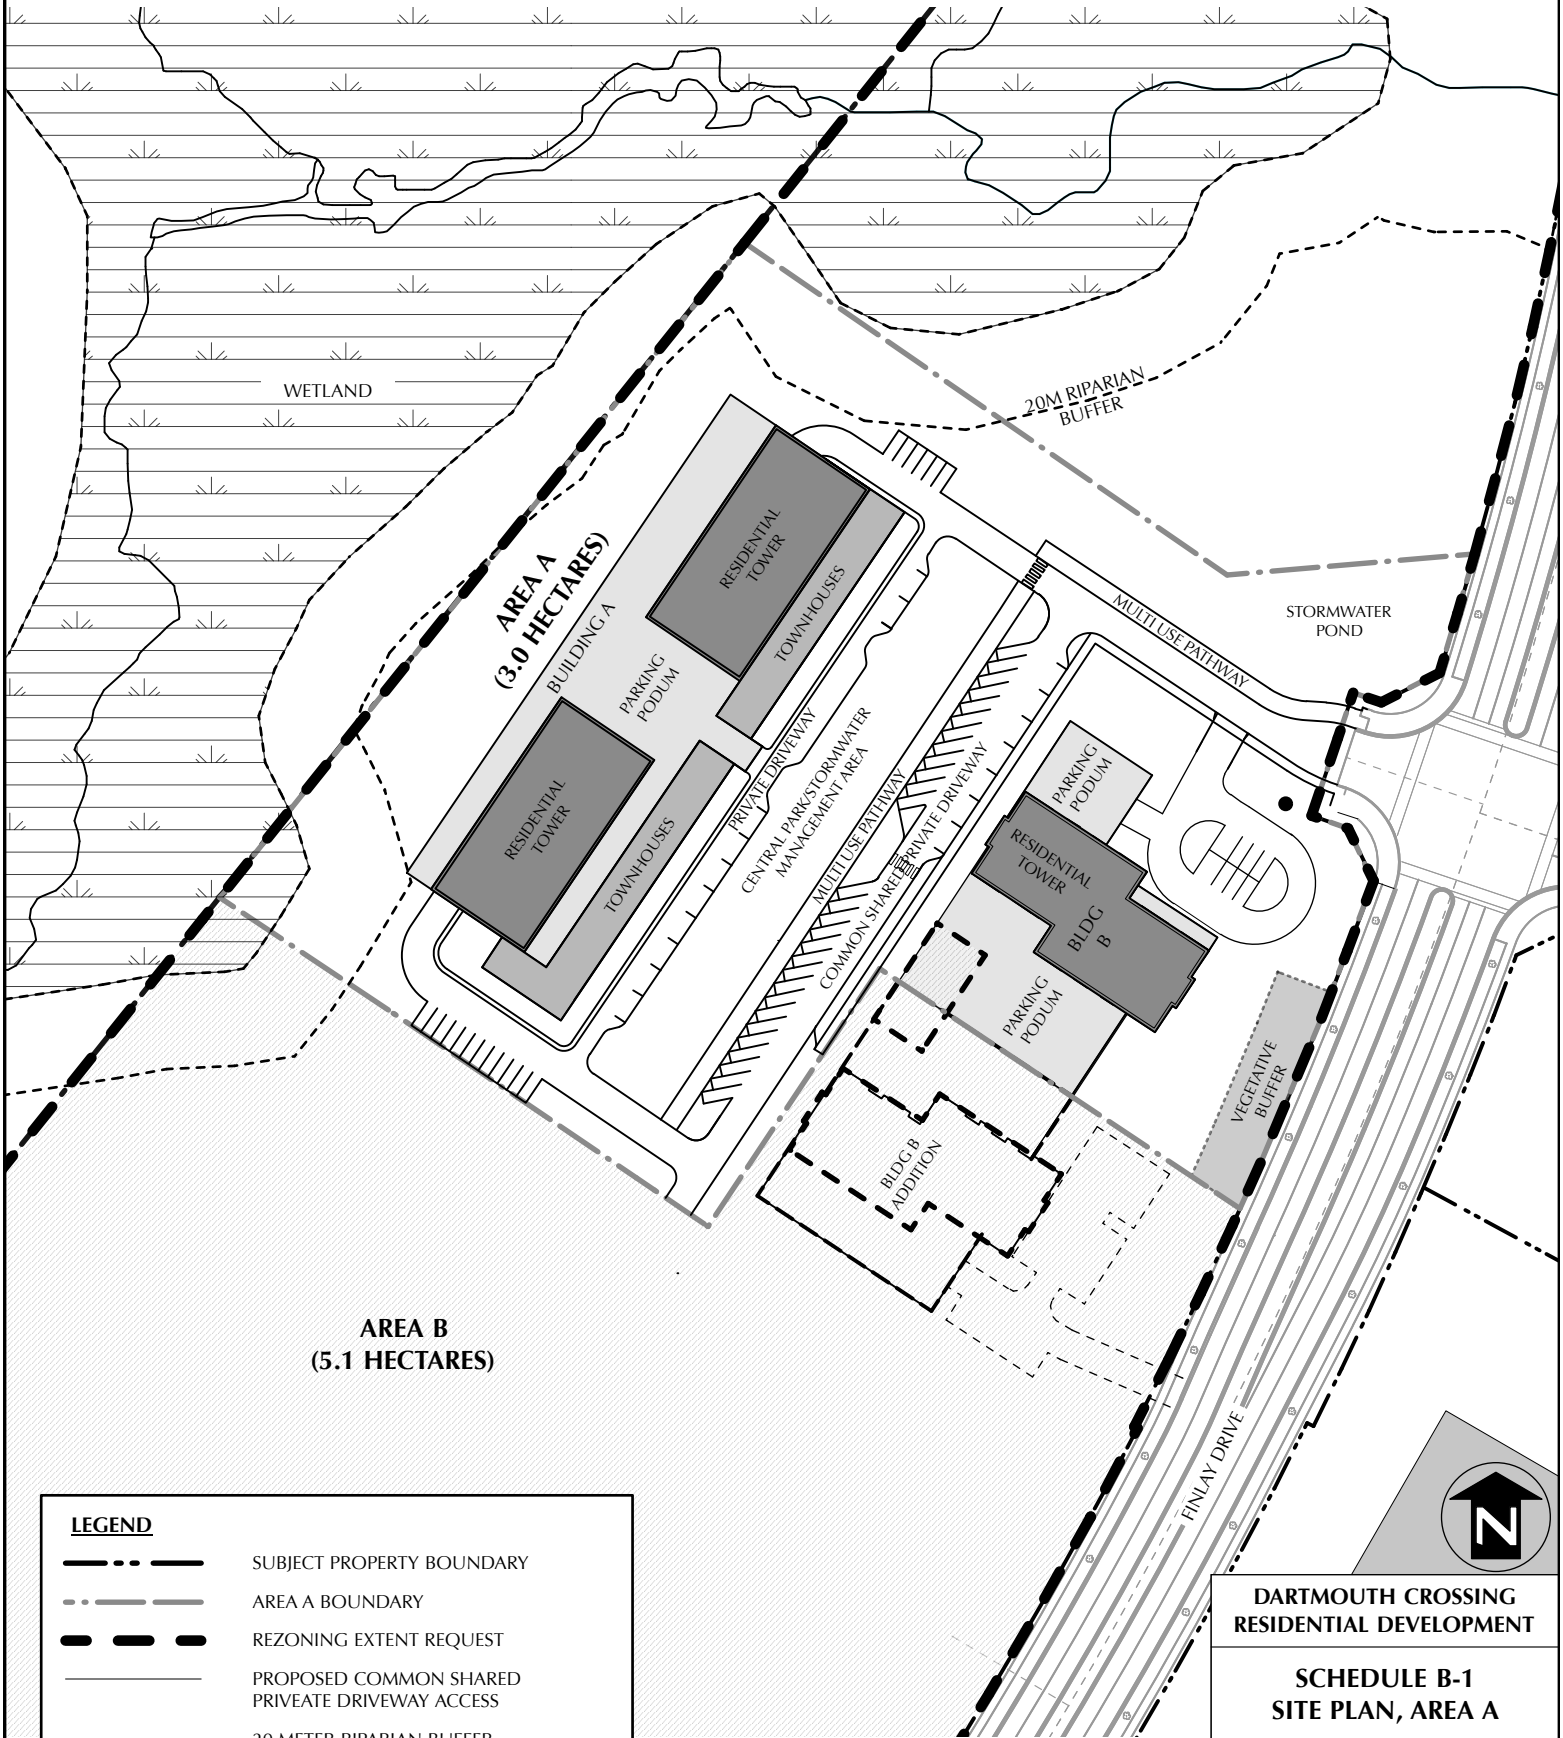 WETLAND
20M RIPARIAN
BUFFER
AREA A
(3.0 HECTARES)
BUILDING A
RESIDENTIAL
TOWER
TOWNHOUSES
PARKING
PODUM
MULTI USE PATHWAY
STORMWATER
POND
RESIDENTIAL
TOWER
TOWNHOUSES
PRIVATE DRIVEWAY
CENTRAL PARK/STORMWATER
MANAGEMENT AREA
MULTI USE PATHWAY
COMMON SHARED PRIVATE DRIVEWAY
PARKING
PODUM
RESIDENTIAL
TOWER
BLDG
B
PARKING
PODUM
VEGETATIVE
BUFFER
BLDG B
ADDITION
AREA B
(5.1 HECTARES)
FINLAY DRIVE
LEGEND
SUBJECT PROPERTY BOUNDARY
AREA A BOUNDARY
REZONING EXTENT REQUEST
PROPOSED COMMON SHARED
PRIVEATE DRIVEWAY ACCESS
20 METER RIPARIAN BUFFER
N
DARTMOUTH CROSSING
RESIDENTIAL DEVELOPMENT
SCHEDULE B-1
SITE PLAN, AREA A